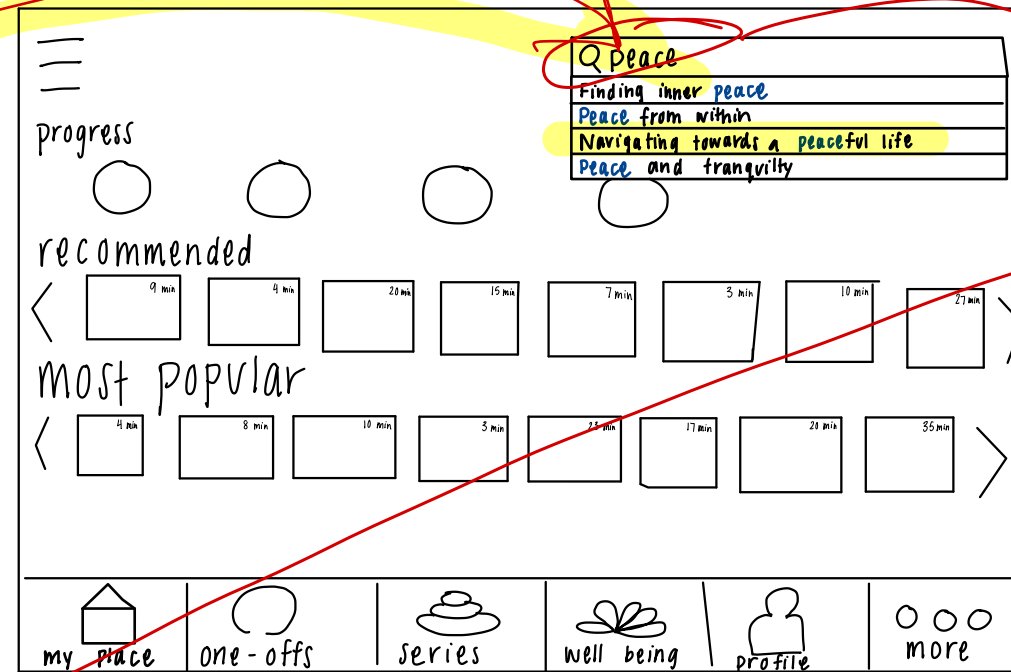 peace
Finding inner peace
Peace from within
Navigating towards a peaceful life
Peace and tranquilty
progress
recommended
9 min 4 min 20 min 15 min 7 min 3 min 10 min 27 min
most popular
4 min 8 min 10 min 3 min 23 min 17 min 20 min 35 min
my place one-offs series well being profile more